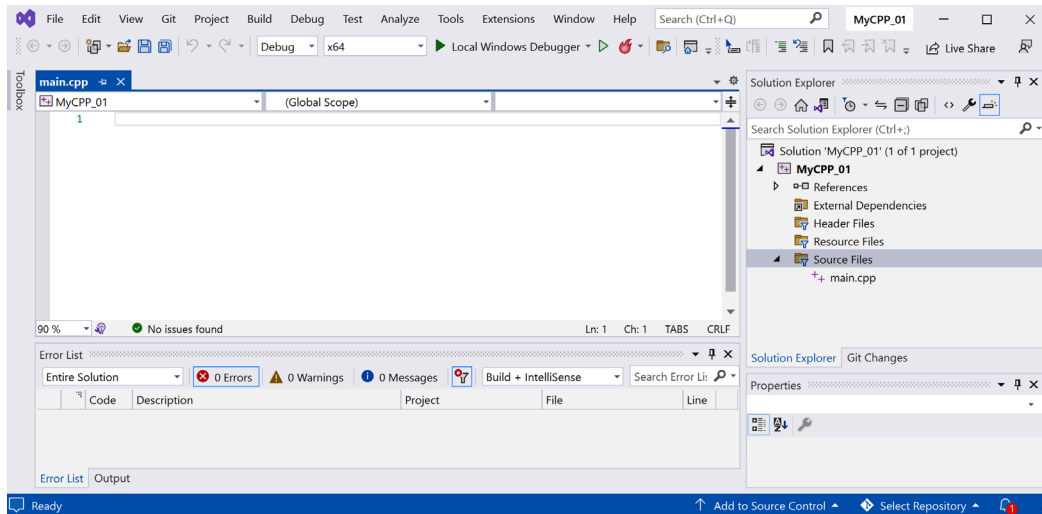 File Edit View Git Project Build Debug Test Analyze Tools Extensions Window Help Search (Ctrl+Q) MyCPP_01
Debug x64 Local Windows Debugger Live Share
Toolbox
main.cpp
MyCPP_01 (Global Scope)
1
90 % No issues found Ln: 1 Ch: 1 TABS CRLF
Error List
Entire Solution 0 Errors 0 Warnings 0 Messages Build + IntelliSense Search Error Li
Code Description Project File Line
Error List Output
Solution Explorer
Search Solution Explorer (Ctrl+;)
Solution 'MyCPP_01' (1 of 1 project)
MyCPP_01
References
External Dependencies
Header Files
Resource Files
Source Files
main.cpp
Solution Explorer Git Changes
Properties
Ready Add to Source Control Select Repository 1